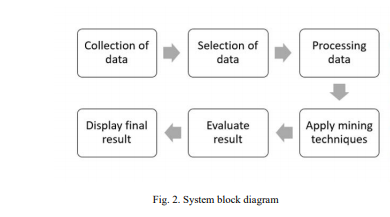 Collection of
data
Selection of
data
Processing
data
Display final
result
Evaluate
result
Apply mining
techniques
Fig. 2. System block diagram